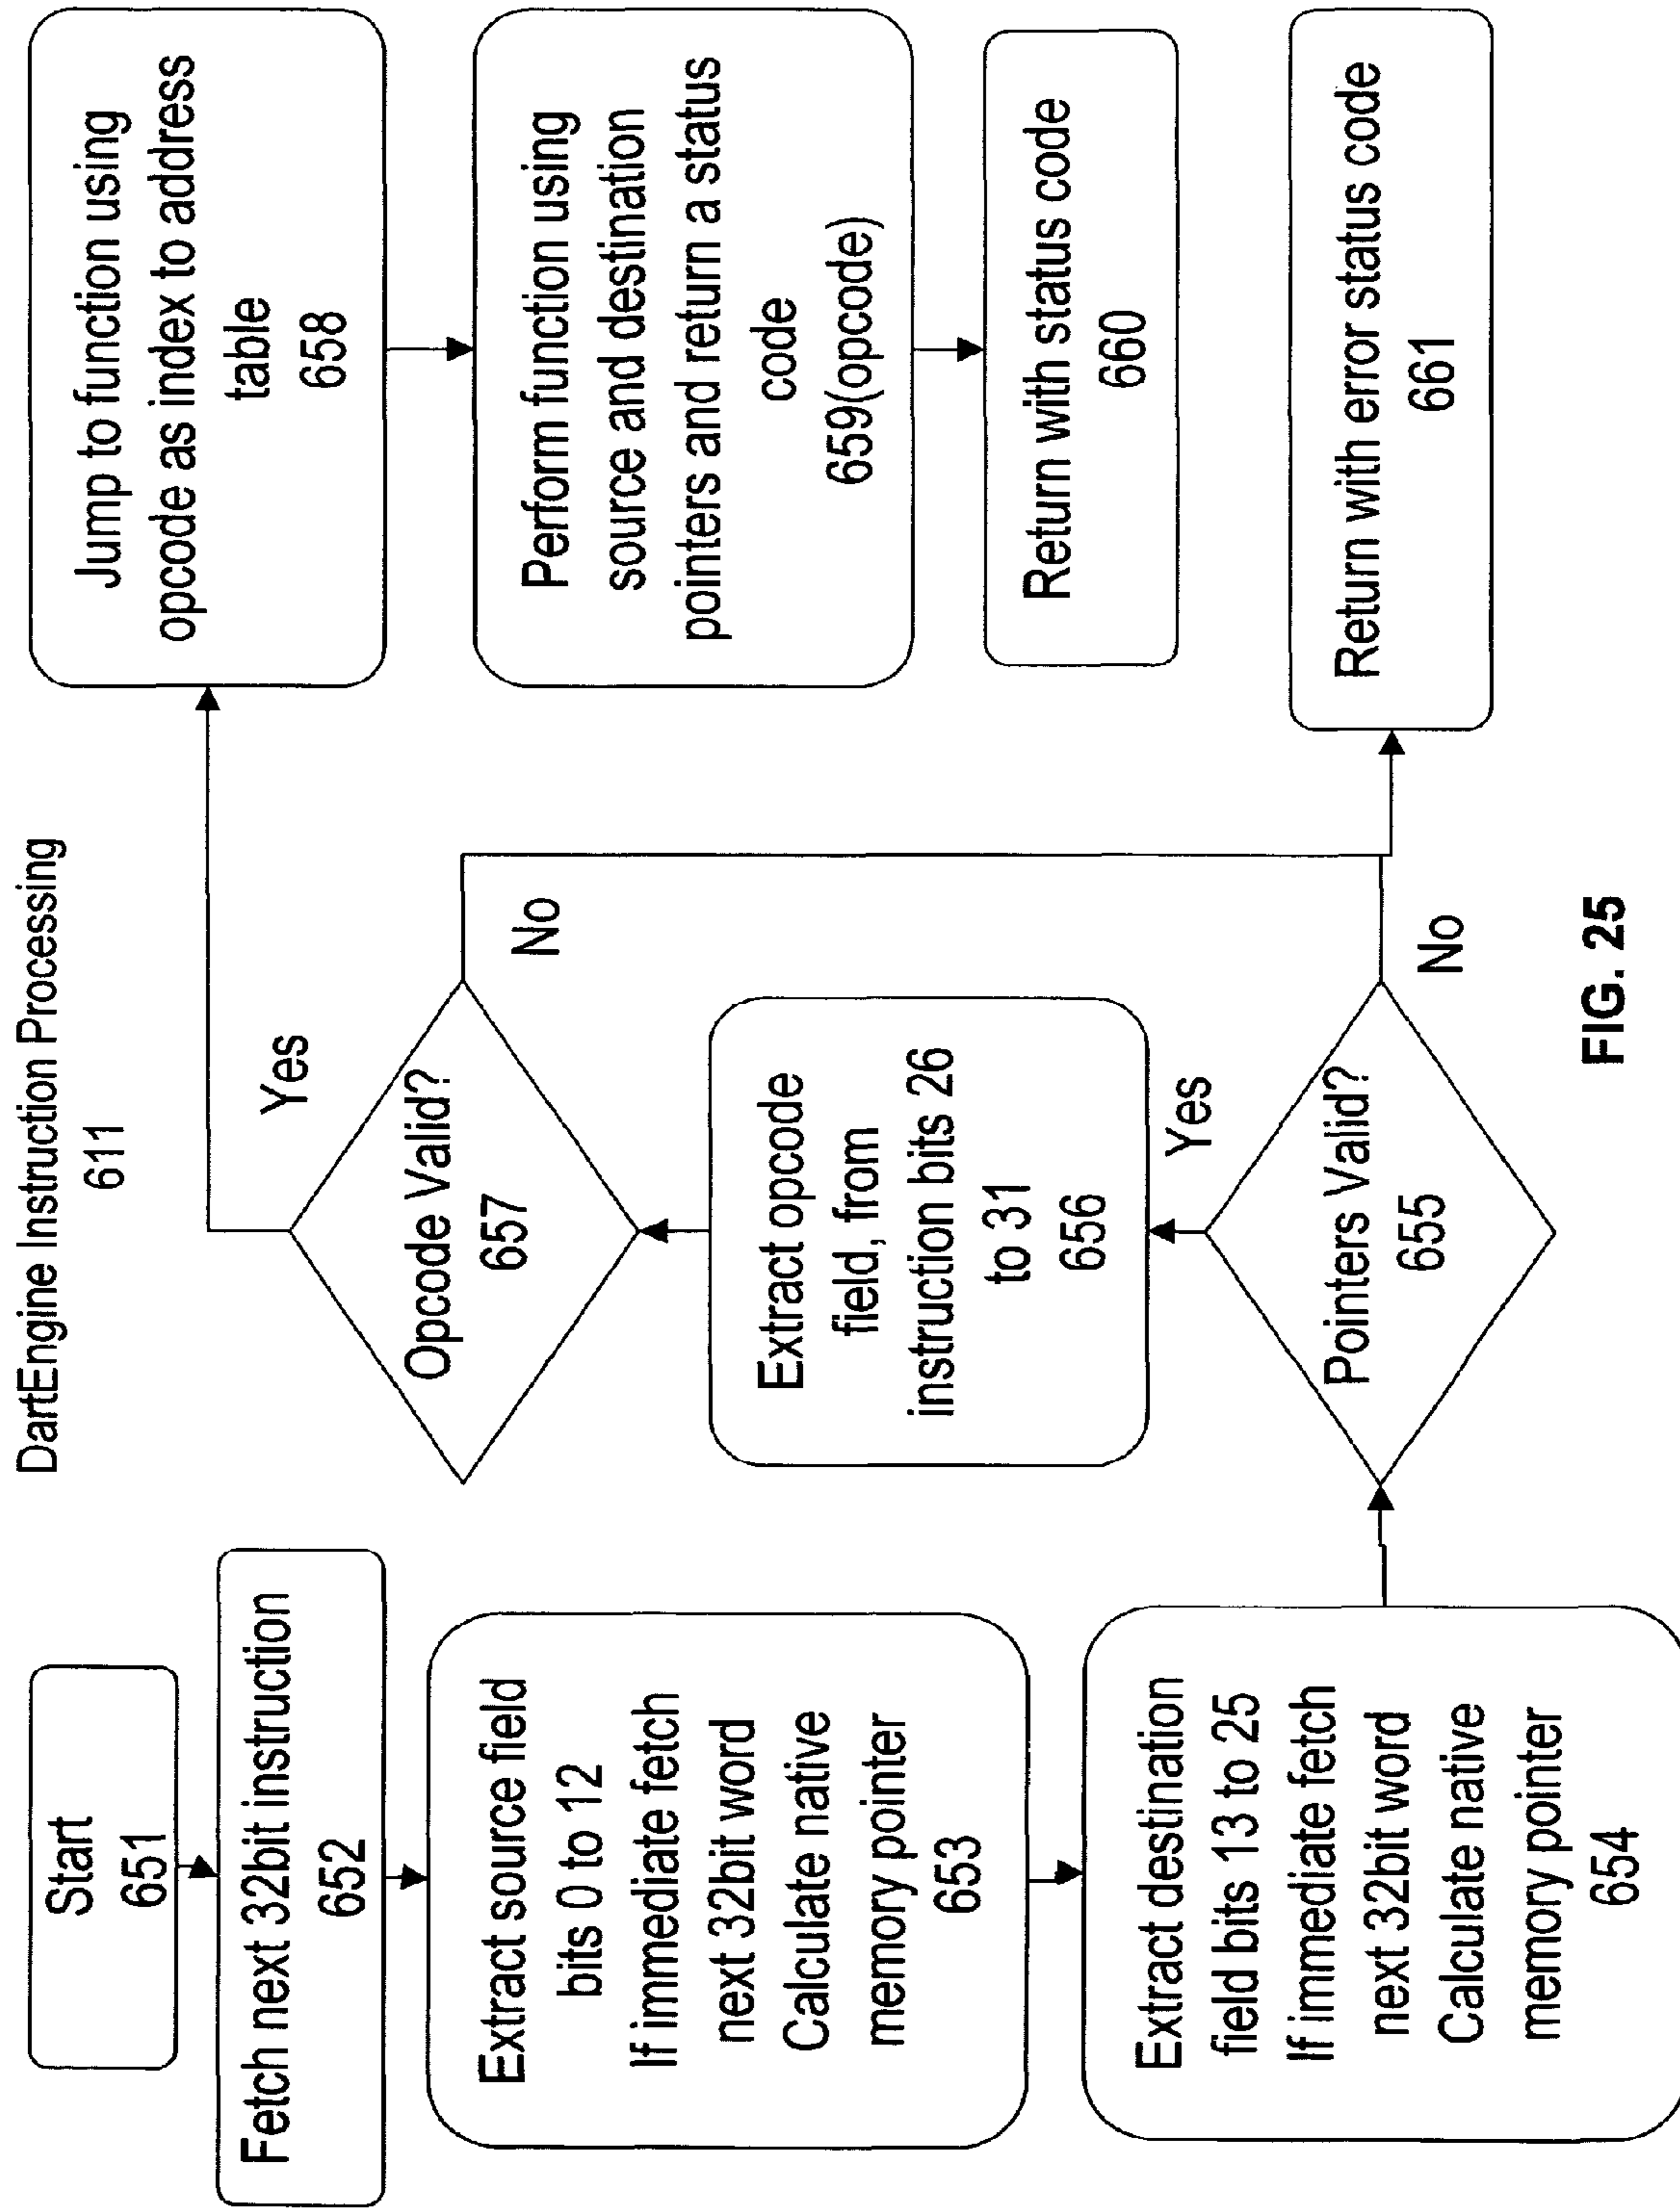 DartEngine Instruction Processing
611
Start
651
Fetch next 32bit instruction
652
Extract source field
bits 0 to 12
If immediate fetch
next 32bit word
Calculate native
memory pointer
653
Extract destination
field bits 13 to 25
If immediate fetch
next 32bit word
Calculate native
memory pointer
654
Opcode Valid?
657
Yes
No
Extract opcode
field, from
instruction bits 26
to 31
656
Yes
Pointers Valid?
655
No
Jump to function using
opcode as index to address
table
658
Perform function using
source and destination
pointers and return a status
code
659(opcode)
Return with status code
660
Return with error status code
661
FIG. 25